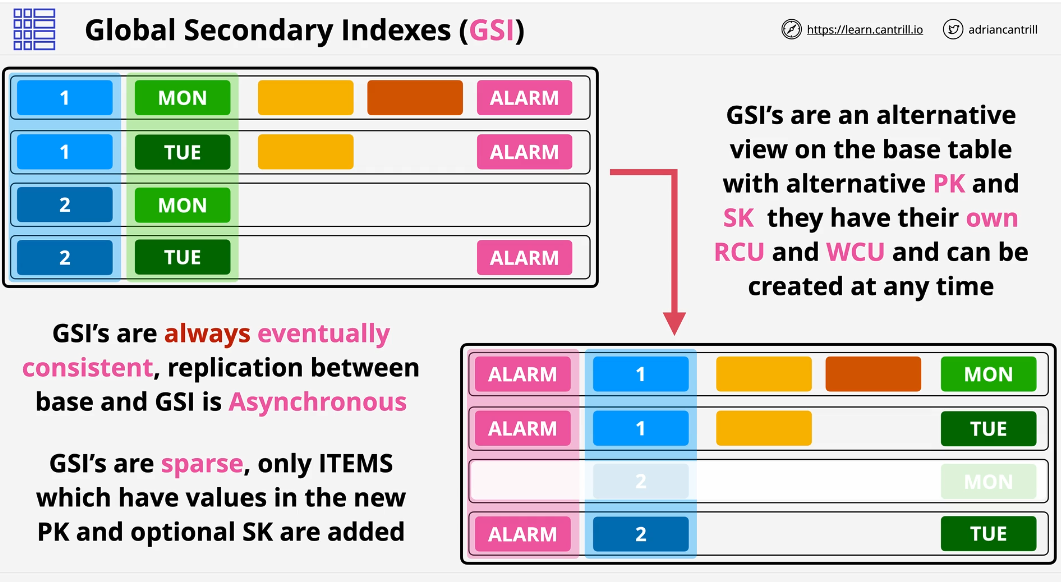 Global Secondary Indexes (GSI)
https://learn.cantrill.io
adriancantrill
1 MON ALARM
1 TUE ALARM
2 MON
2 TUE ALARM
GSI's are an alternative
view on the base table
with alternative PK and
SK they have their own
RCU and WCU and can be
created at any time
GSI's are always eventually
consistent, replication between
base and GSI is Asynchronous
GSI's are sparse, only ITEMS
which have values in the new
PK and optional SK are added
ALARM 1 MON
ALARM 1 TUE
2 MON
ALARM 2 TUE